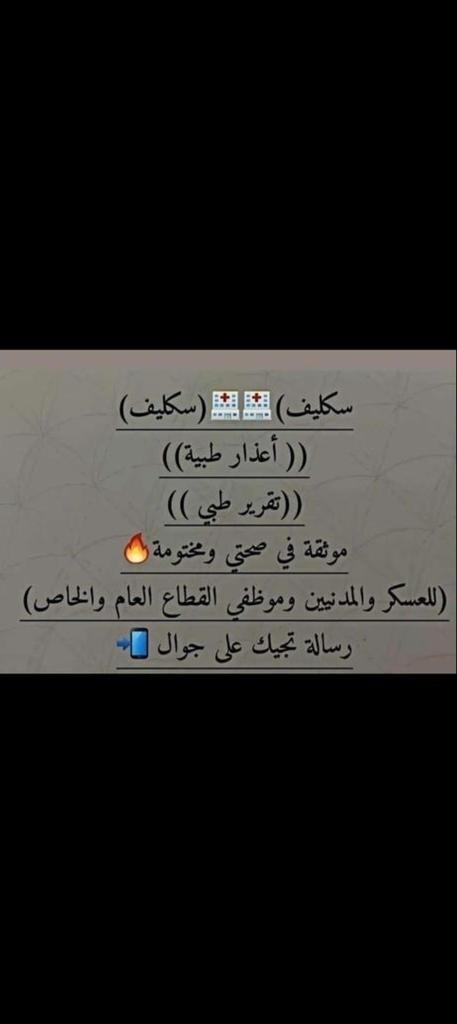 سكليف)🏥🏥(سكليف)
(( أعذار طبية))
((تقرير طبي ))
موثقة في صحتي ومختومة🔥
(للعسكر والمدنيين وموظفي القطاع العام والخاص)
رسالة تجيك على جوال 📲